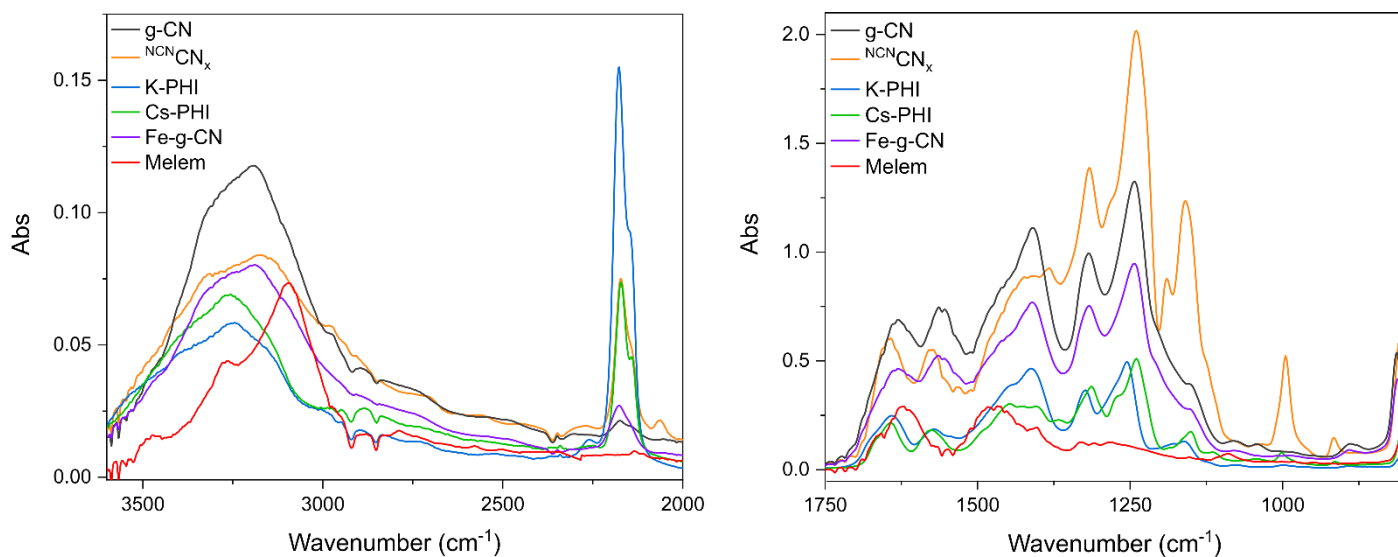 g-CN
NCNCNx
K-PHI
Cs-PHI
Fe-g-CN
Melem
0.15
0.10
0.05
0.00
Abs
3500 3000 2500 2000
Wavenumber (cm-1)
g-CN
NCNCNx
K-PHI
Cs-PHI
Fe-g-CN
Melem
2.0
1.5
1.0
0.5
0.0
Abs
1750 1500 1250 1000
Wavenumber (cm-1)